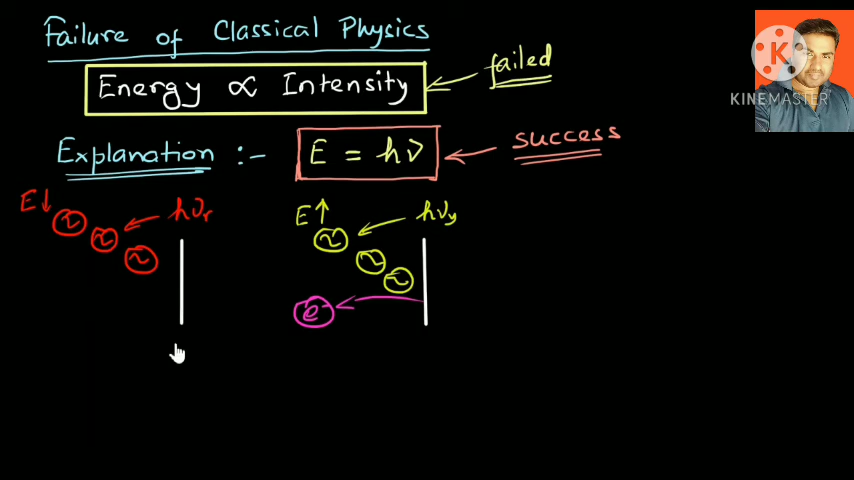 Failure of Classical Physics
Energy ∝ Intensity
failed
Explanation :- E = hν
success
E↓
hνr
E↑
hνy
e⁻
K
KINEMASTER